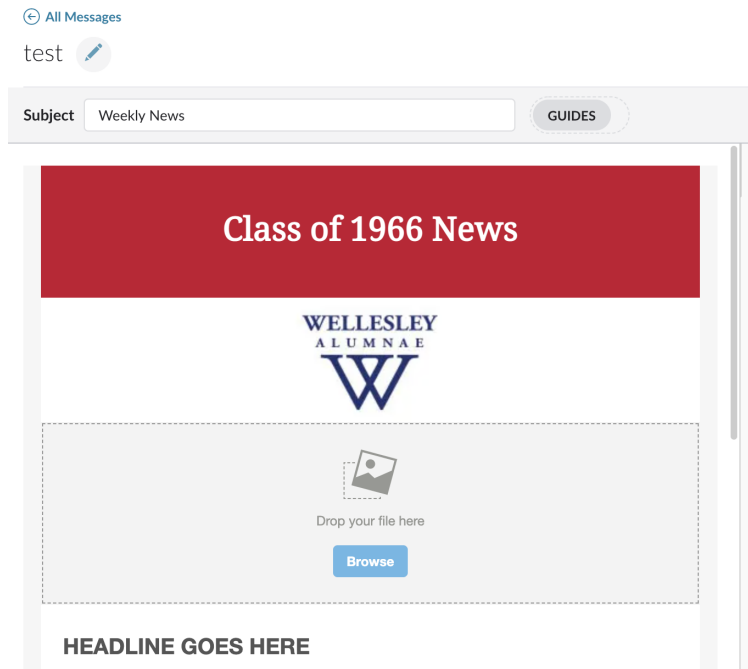 All Messages
test
Subject Weekly News GUIDES
Class of 1966 News
WELLESLEY
ALUMNAE
W
Drop your file here
Browse
HEADLINE GOES HERE